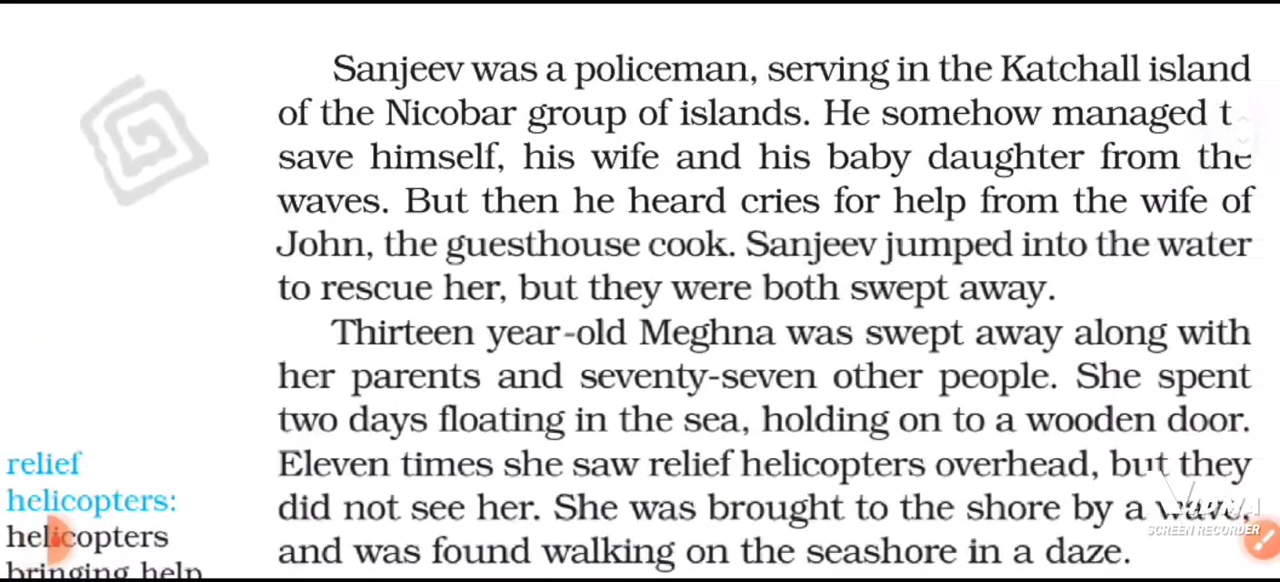 Sanjeev was a policeman, serving in the Katchall island
of the Nicobar group of islands. He somehow managed t
save himself, his wife and his baby daughter from the
waves. But then he heard cries for help from the wife of
John, the guesthouse cook. Sanjeev jumped into the water
to rescue her, but they were both swept away.
Thirteen year-old Meghna was swept away along with
her parents and seventy-seven other people. She spent
two days floating in the sea, holding on to a wooden door.
Eleven times she saw relief helicopters overhead, but they
did not see her. She was brought to the shore by a
and was found walking on the seashore in a daze.
relief
helicopters:
helicopters
bringing help
SCREEN RECORDER